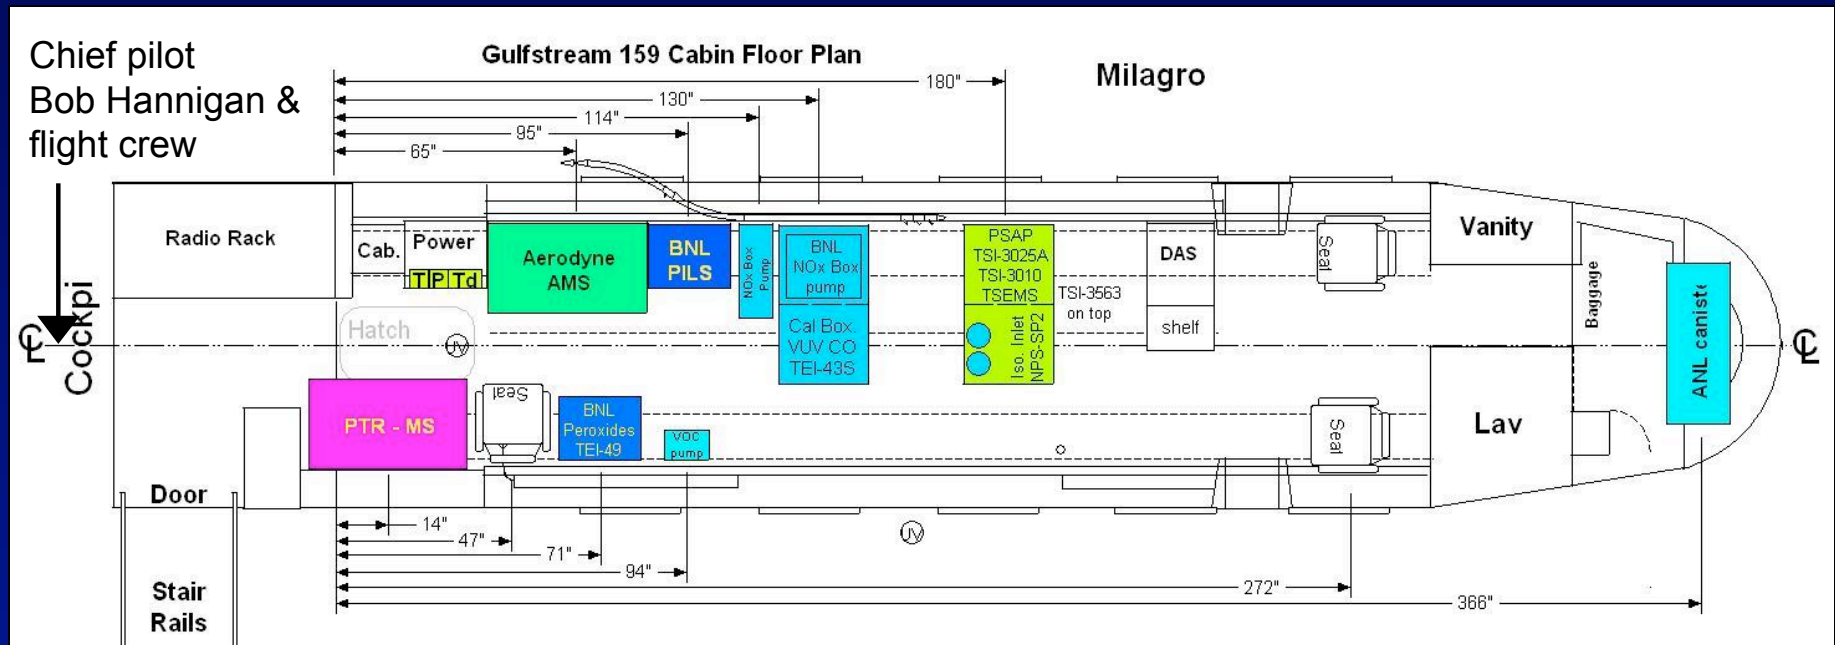 Chief pilot
Bob Hannigan &
flight crew
Gulfstream 159 Cabin Floor Plan
Milagro
180"
130"
114"
95"
65"
Radio Rack
Cab.
Power
T P Td
Aerodyne
AMS
BNL
PILS
NOx Box
Pump
BNL
NOx Box
pump
Cal Box.
VUV CO
TEI-43S
PSAP
TSI-3025A
TSI-3010
TSEMS
Iso. Inlet
NPS-SP2
TSI-3563
on top
DAS
shelf
Seat
Vanity
Baggage
ANL caniste
Cockpi
Hatch
JV
PTR - MS
Seat
BNL
Peroxides
TEI-49
VOC
pump
Seat
Lav
Door
JV
14"
47"
71"
94"
272"
366"
Stair
Rails